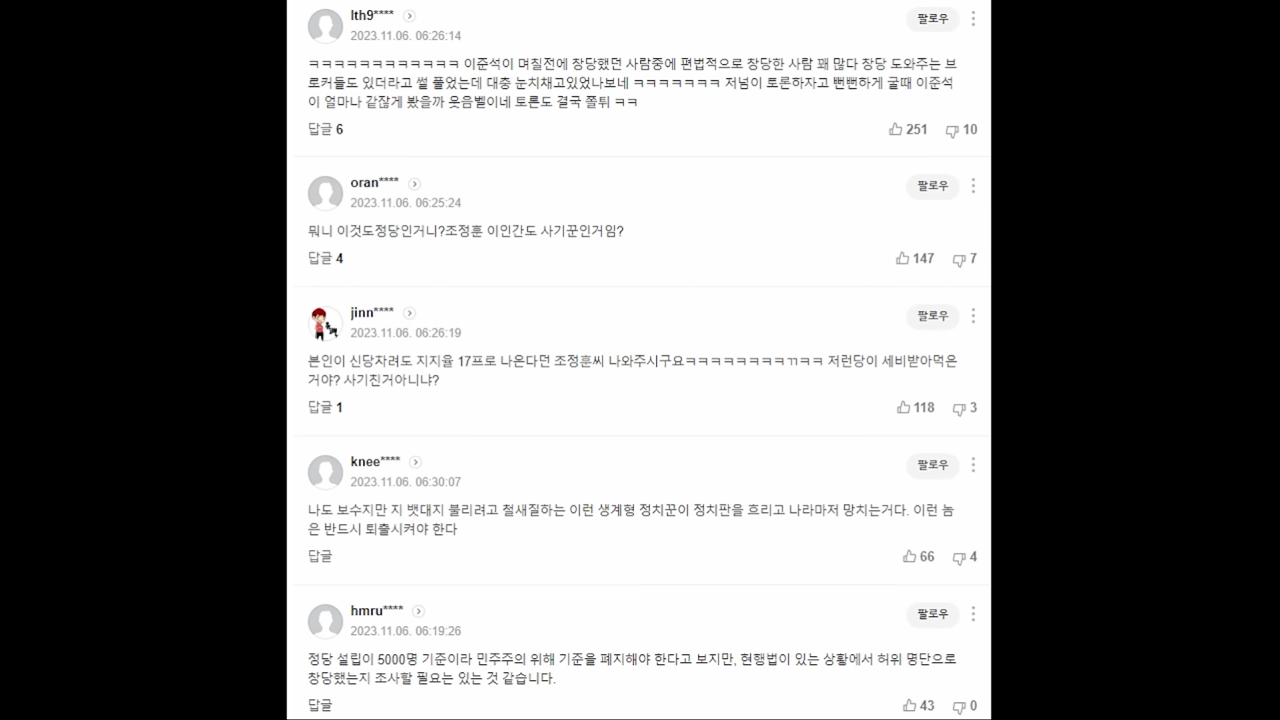 lth9****
팔로우
2023.11.06. 06:26:14
ㅋㅋㅋㅋㅋㅋㅋㅋㅋㅋㅋㅋ 이준석이 며칠전에 창당했던 사람중에 편법적으로 창당한 사람 꽤 많다 창당 도와주는 브
로커들도 있더라고 썰 풀었는데 대충 눈치채고있었나보네 ㅋㅋㅋㅋㅋㅋㅋ 저넘이 토론하자고 뻔뻔하게 굴때 이준석
이 얼마나 같잖게 봤을까 웃음벨이네 토론도 결국 쫄튀 ㅋㅋ
답글 6
251 10
oran****
팔로우
2023.11.06. 06:25:24
뭐니 이것도정당인거니?조정훈 이인간도 사기꾼인거임?
답글 4
147 7
jinn****
팔로우
2023.11.06. 06:26:19
본인이 신당차려도 지지율 17프로 나온다던 조정훈씨 나와주시구요ㅋㅋㅋㅋㅋㅋㅋㅋㄲㅋㅋ 저런당이 세비받아먹은
거야? 사기친거아니냐?
답글 1
118 3
knee****
팔로우
2023.11.06. 06:30:07
나도 보수지만 지 뱃대지 불리려고 철새질하는 이런 생계형 정치꾼이 정치판을 흐리고 나라마저 망치는거다. 이런 놈
은 반드시 퇴출시켜야 한다
답글
66 4
hmru****
팔로우
2023.11.06. 06:19:26
정당 설립이 5000명 기준이라 민주주의 위해 기준을 폐지해야 한다고 보지만, 현행법이 있는 상황에서 허위 명단으로
창당했는지 조사할 필요는 있는 것 같습니다.
답글
43 0